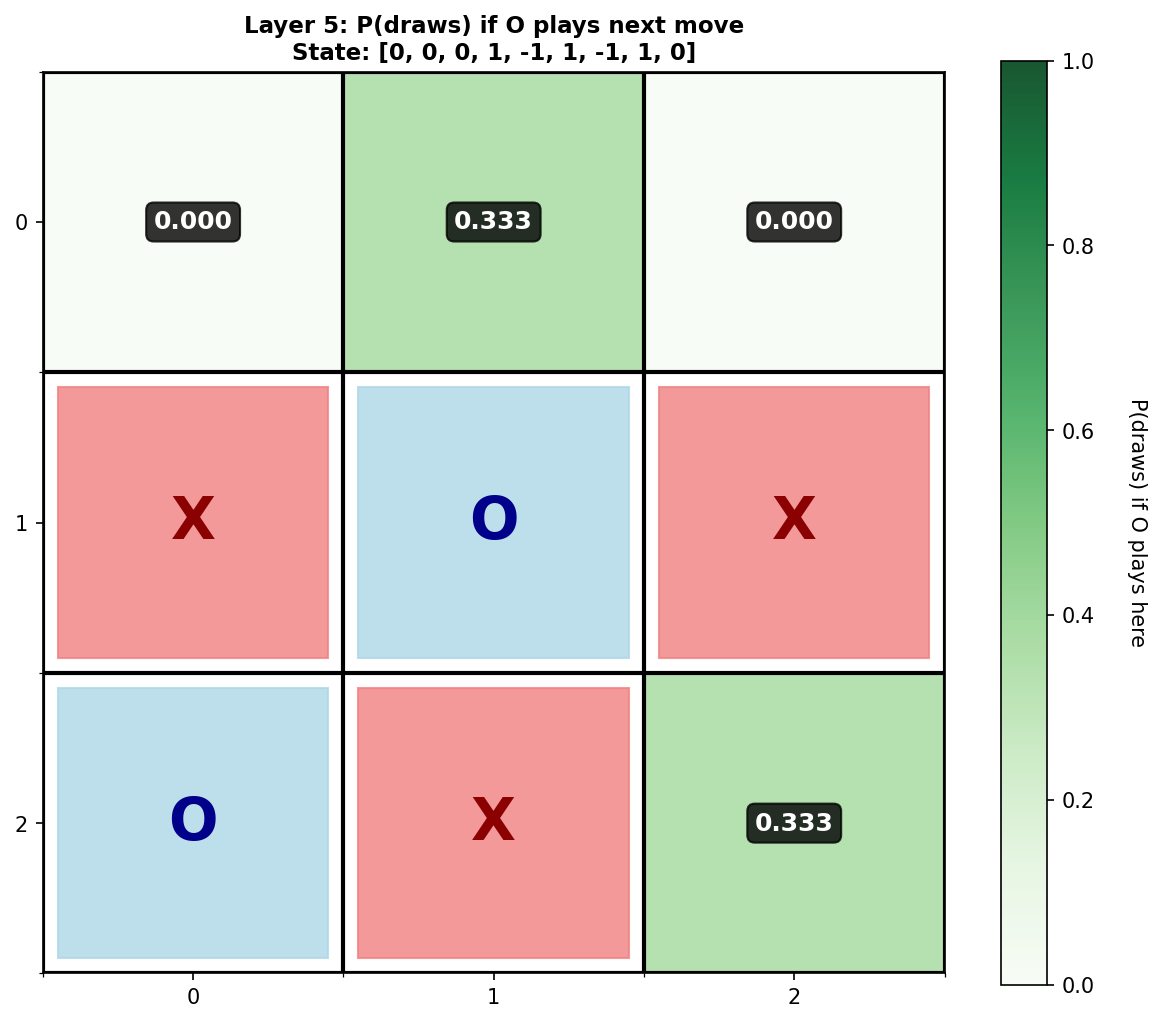 Layer 5: P(draws) if O plays next move
State: [0, 0, 0, 1, -1, 1, -1, 1, 0]
0.000
0.333
0.000
X
O
X
O
X
0.333
0
1
2
0
1
2
1.0
0.8
0.6
0.4
0.2
0.0
P(draws) if O plays here